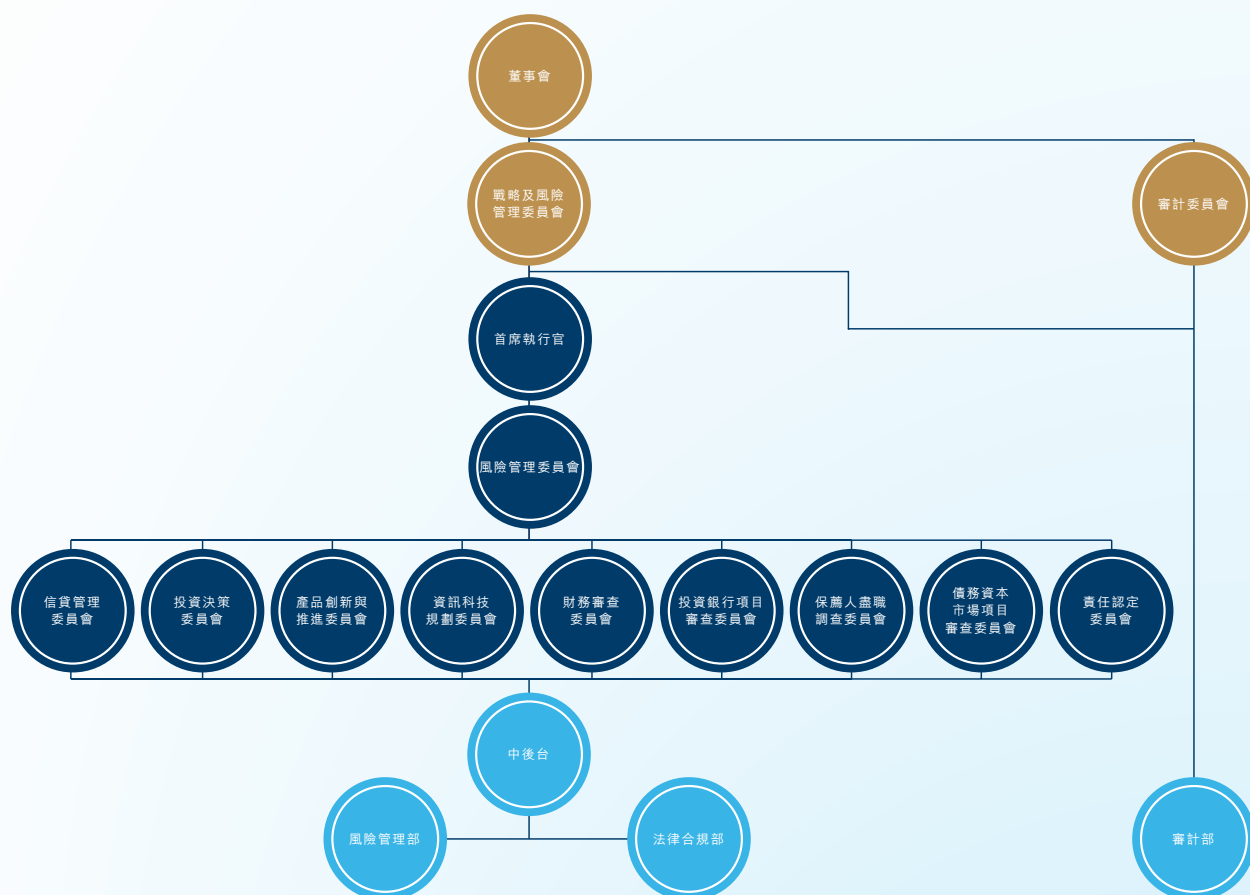 董事會
戰略及風險
管理委員會
審計委員會
首席執行官
風險管理委員會
信貸管理
委員會
投資決策
委員會
產品創新與
推進委員會
資訊科技
規劃委員會
財務審查
委員會
投資銀行項目
審查委員會
保薦人盡職
調查委員會
債務資本
市場項目
審查委員會
責任認定
委員會
中後台
風險管理部
法律合規部
審計部